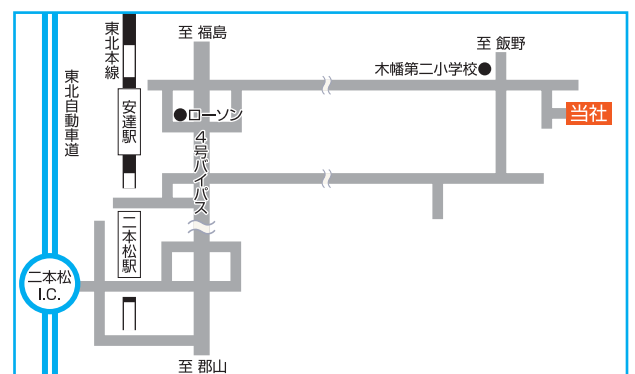 至 福島
至 飯野
東北本線
木幡第二小学校●
東北自動車道
安達駅
●ローソン
当社
4号バイパス
二本松駅
二本松
I.C.
至 郡山